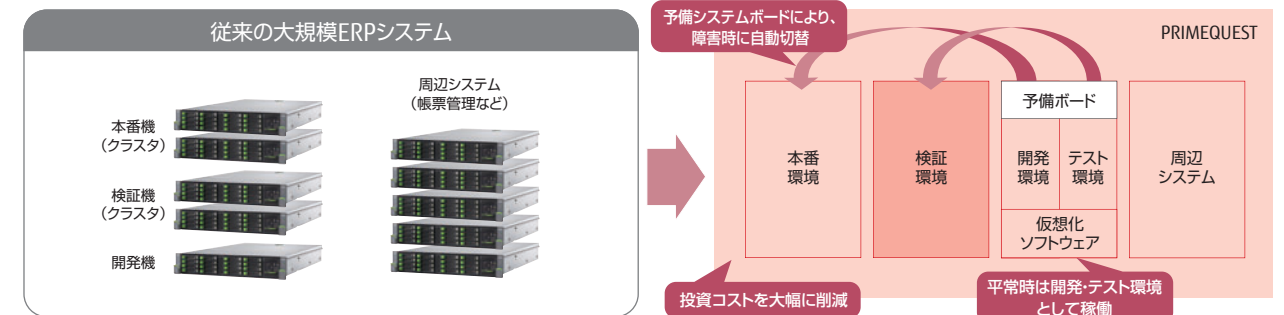 従来の大規模ERPシステム
本番機
(クラスタ)
検証機
(クラスタ)
開発機
周辺システム
(帳票管理など)
予備システムボードにより、
障害時に自動切替
PRIMEQUEST
本番
環境
検証
環境
予備ボード
開発
環境
テスト
環境
仮想化
ソフトウェア
周辺
システム
投資コストを大幅に削減
平常時は開発・テスト環境
として稼働